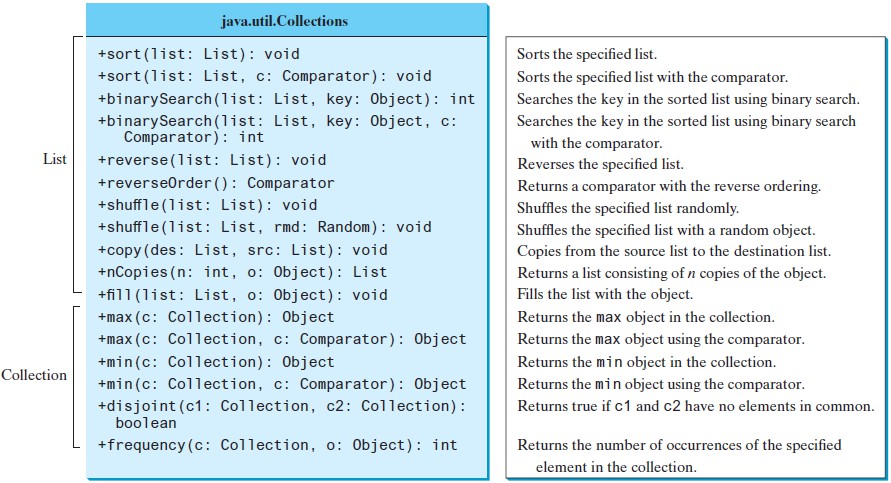 java.util.Collections
+sort(list: List): void
Sorts the specified list.
+sort(list: List, c: Comparator): void
Sorts the specified list with the comparator.
+binarySearch(list: List, key: Object): int
Searches the key in the sorted list using binary search.
+binarySearch(list: List, key: Object, c:
Comparator): int
Searches the key in the sorted list using binary search
with the comparator.
List
+reverse(list: List): void
Reverses the specified list.
+reverseOrder(): Comparator
Returns a comparator with the reverse ordering.
+shuffle(list: List): void
Shuffles the specified list randomly.
+shuffle(list: List, rmd: Random): void
Shuffles the specified list with a random object.
+copy(des: List, src: List): void
Copies from the source list to the destination list.
+nCopies(n: int, o: Object): List
Returns a list consisting of n copies of the object.
+fill(list: List, o: Object): void
Fills the list with the object.
+max(c: Collection): Object
Returns the max object in the collection.
+max(c: Collection, c: Comparator): Object
Returns the max object using the comparator.
+min(c: Collection): Object
Returns the min object in the collection.
Collection
+min(c: Collection, c: Comparator): Object
Returns the min object using the comparator.
+disjoint(c1: Collection, c2: Collection):
boolean
Returns true if c1 and c2 have no elements in common.
+frequency(c: Collection, o: Object): int
Returns the number of occurrences of the specified
element in the collection.